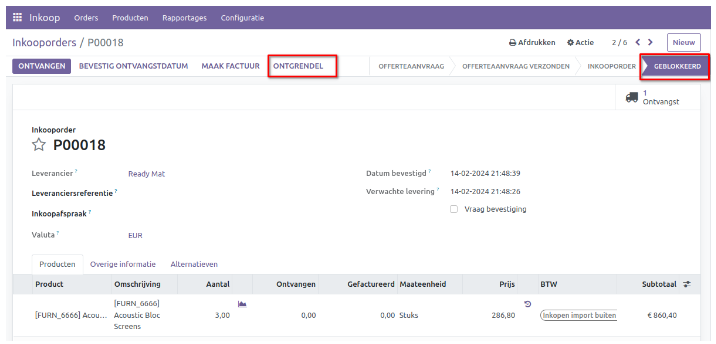 Inkoop Orders Producten Rapportages Configuratie
Inkooporders / P00018 Afdrukken Actie 2 / 6 Nieuw
ONTVANGEN BEVESTIG ONTVANGSTDATUM MAAK FACTUUR ONTGRENDEL OFFERTEAANVRAAG OFFERTEAANVRAAG VERZONDEN INKOOPORDER GEBLOKKEERD
1
Ontvangst
Inkooporder
P00018
Leverancier ? Ready Mat Datum bevestigd ? 14-02-2024 21:48:39
Leveranciersreferentie ? Verwachte levering ? 14-02-2024 21:48:26
Inkoopafspraak ? Vraag bevestiging
Valuta ? EUR
Producten Overige informatie Alternatieven
Product Omschrijving Aantal Ontvangen Gefactureerd Maateenheid Prijs BTW Subtotaal
[FURN_6666] Acou... [FURN_6666] 3,00 0,00 0,00 Stuks 286,80 Inkopen import buiten € 860,40
Acoustic Bloc
Screens